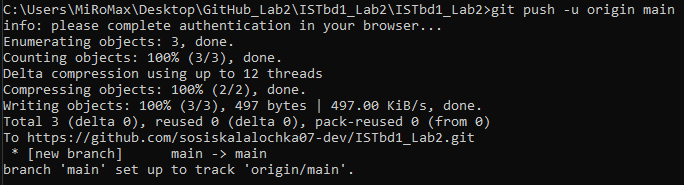 C:\Users\MiRoMax\Desktop\GitHub_Lab2\ISTbd1_Lab2\ISTbd1_Lab2>git push -u origin main
info: please complete authentication in your browser...
Enumerating objects: 3, done.
Counting objects: 100% (3/3), done.
Delta compression using up to 12 threads
Compressing objects: 100% (2/2), done.
Writing objects: 100% (3/3), 497 bytes | 497.00 KiB/s, done.
Total 3 (delta 0), reused 0 (delta 0), pack-reused 0 (from 0)
To https://github.com/sosiskalalochka07-dev/ISTbd1_Lab2.git
 * [new branch]      main -> main
branch 'main' set up to track 'origin/main'.